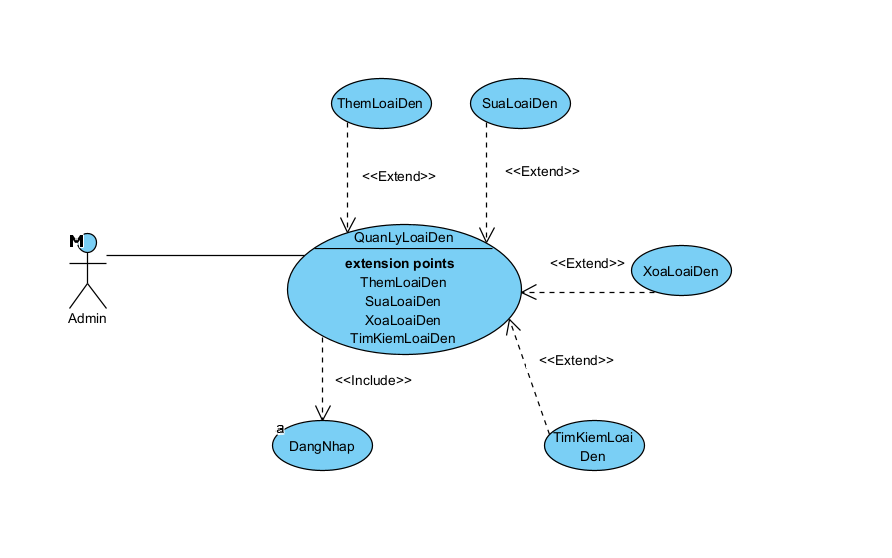 ThemLoaiDen
SuaLoaiDen
<<Extend>>
<<Extend>>
M
Admin
QuanLyLoaiDen
extension points
ThemLoaiDen
SuaLoaiDen
XoaLoaiDen
TimKiemLoaiDen
<<Extend>>
XoaLoaiDen
<<Extend>>
<<Include>>
a
DangNhap
TimKiemLoai
Den